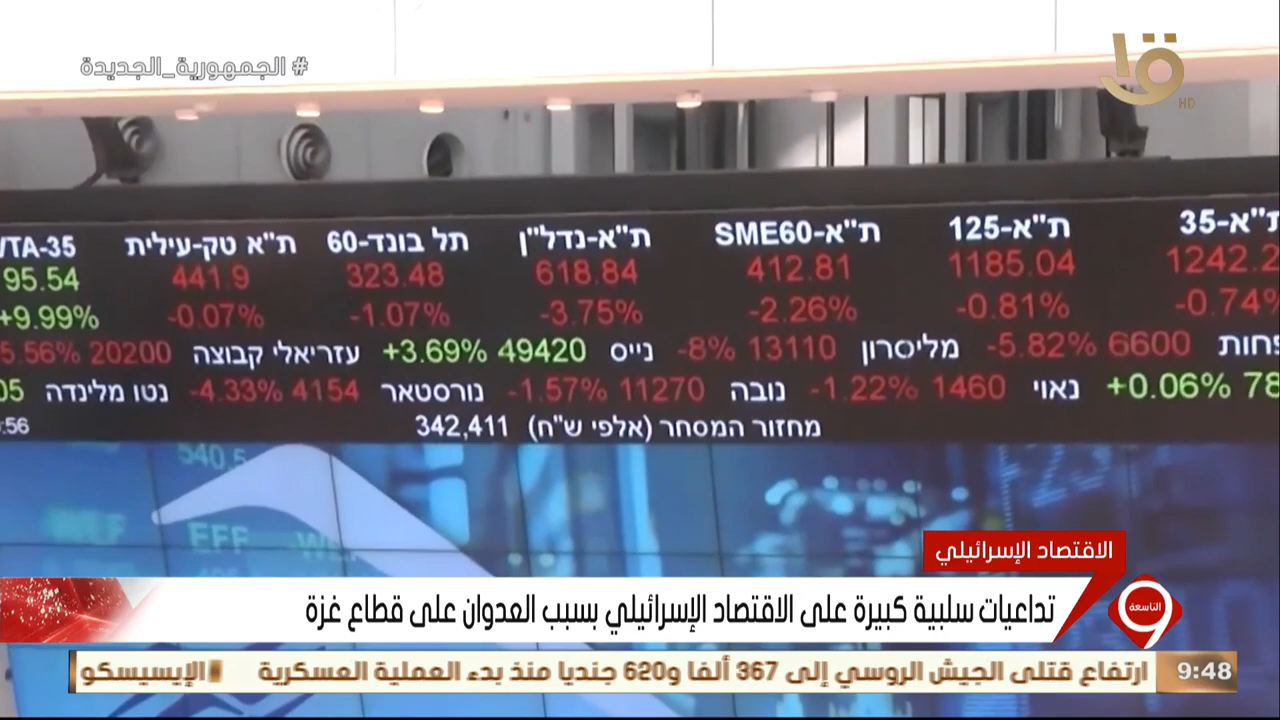 # الجمهورية_الجديدة
HD
ת"א-35 ת"א-125 ת"א-SME60 ת"א-נדל"ן תל בונד-60 ת"א טק-עילית VTA-35
1242.2 1185.04 412.81 618.84 323.48 441.9 95.54
-0.74% -0.81% -2.26% -3.75% -1.07% -0.07% +9.99%
6600 -5.82% מליסרון 13110 -8% נייס 49420 +3.69% עזריאלי קבוצה 20200 5.56%
78 +0.06% נאוי 1460 -1.22% נובה 11270 -1.57% נורסטאר 4154 -4.33% נטו מלינדה 05
מחזור המסחר (אלפי ש"ח) 342,411
:56
540.5
EFF
الاقتصاد الإسرائيلي
التاسعة 9
تداعيات سلبية كبيرة على الاقتصاد الإسرائيلي بسبب العدوان على قطاع غزة
9:48 ارتفاع قتلى الجيش الروسي إلى 367 ألفا و620 جنديا منذ بدء العملية العسكرية الإيسيسكو